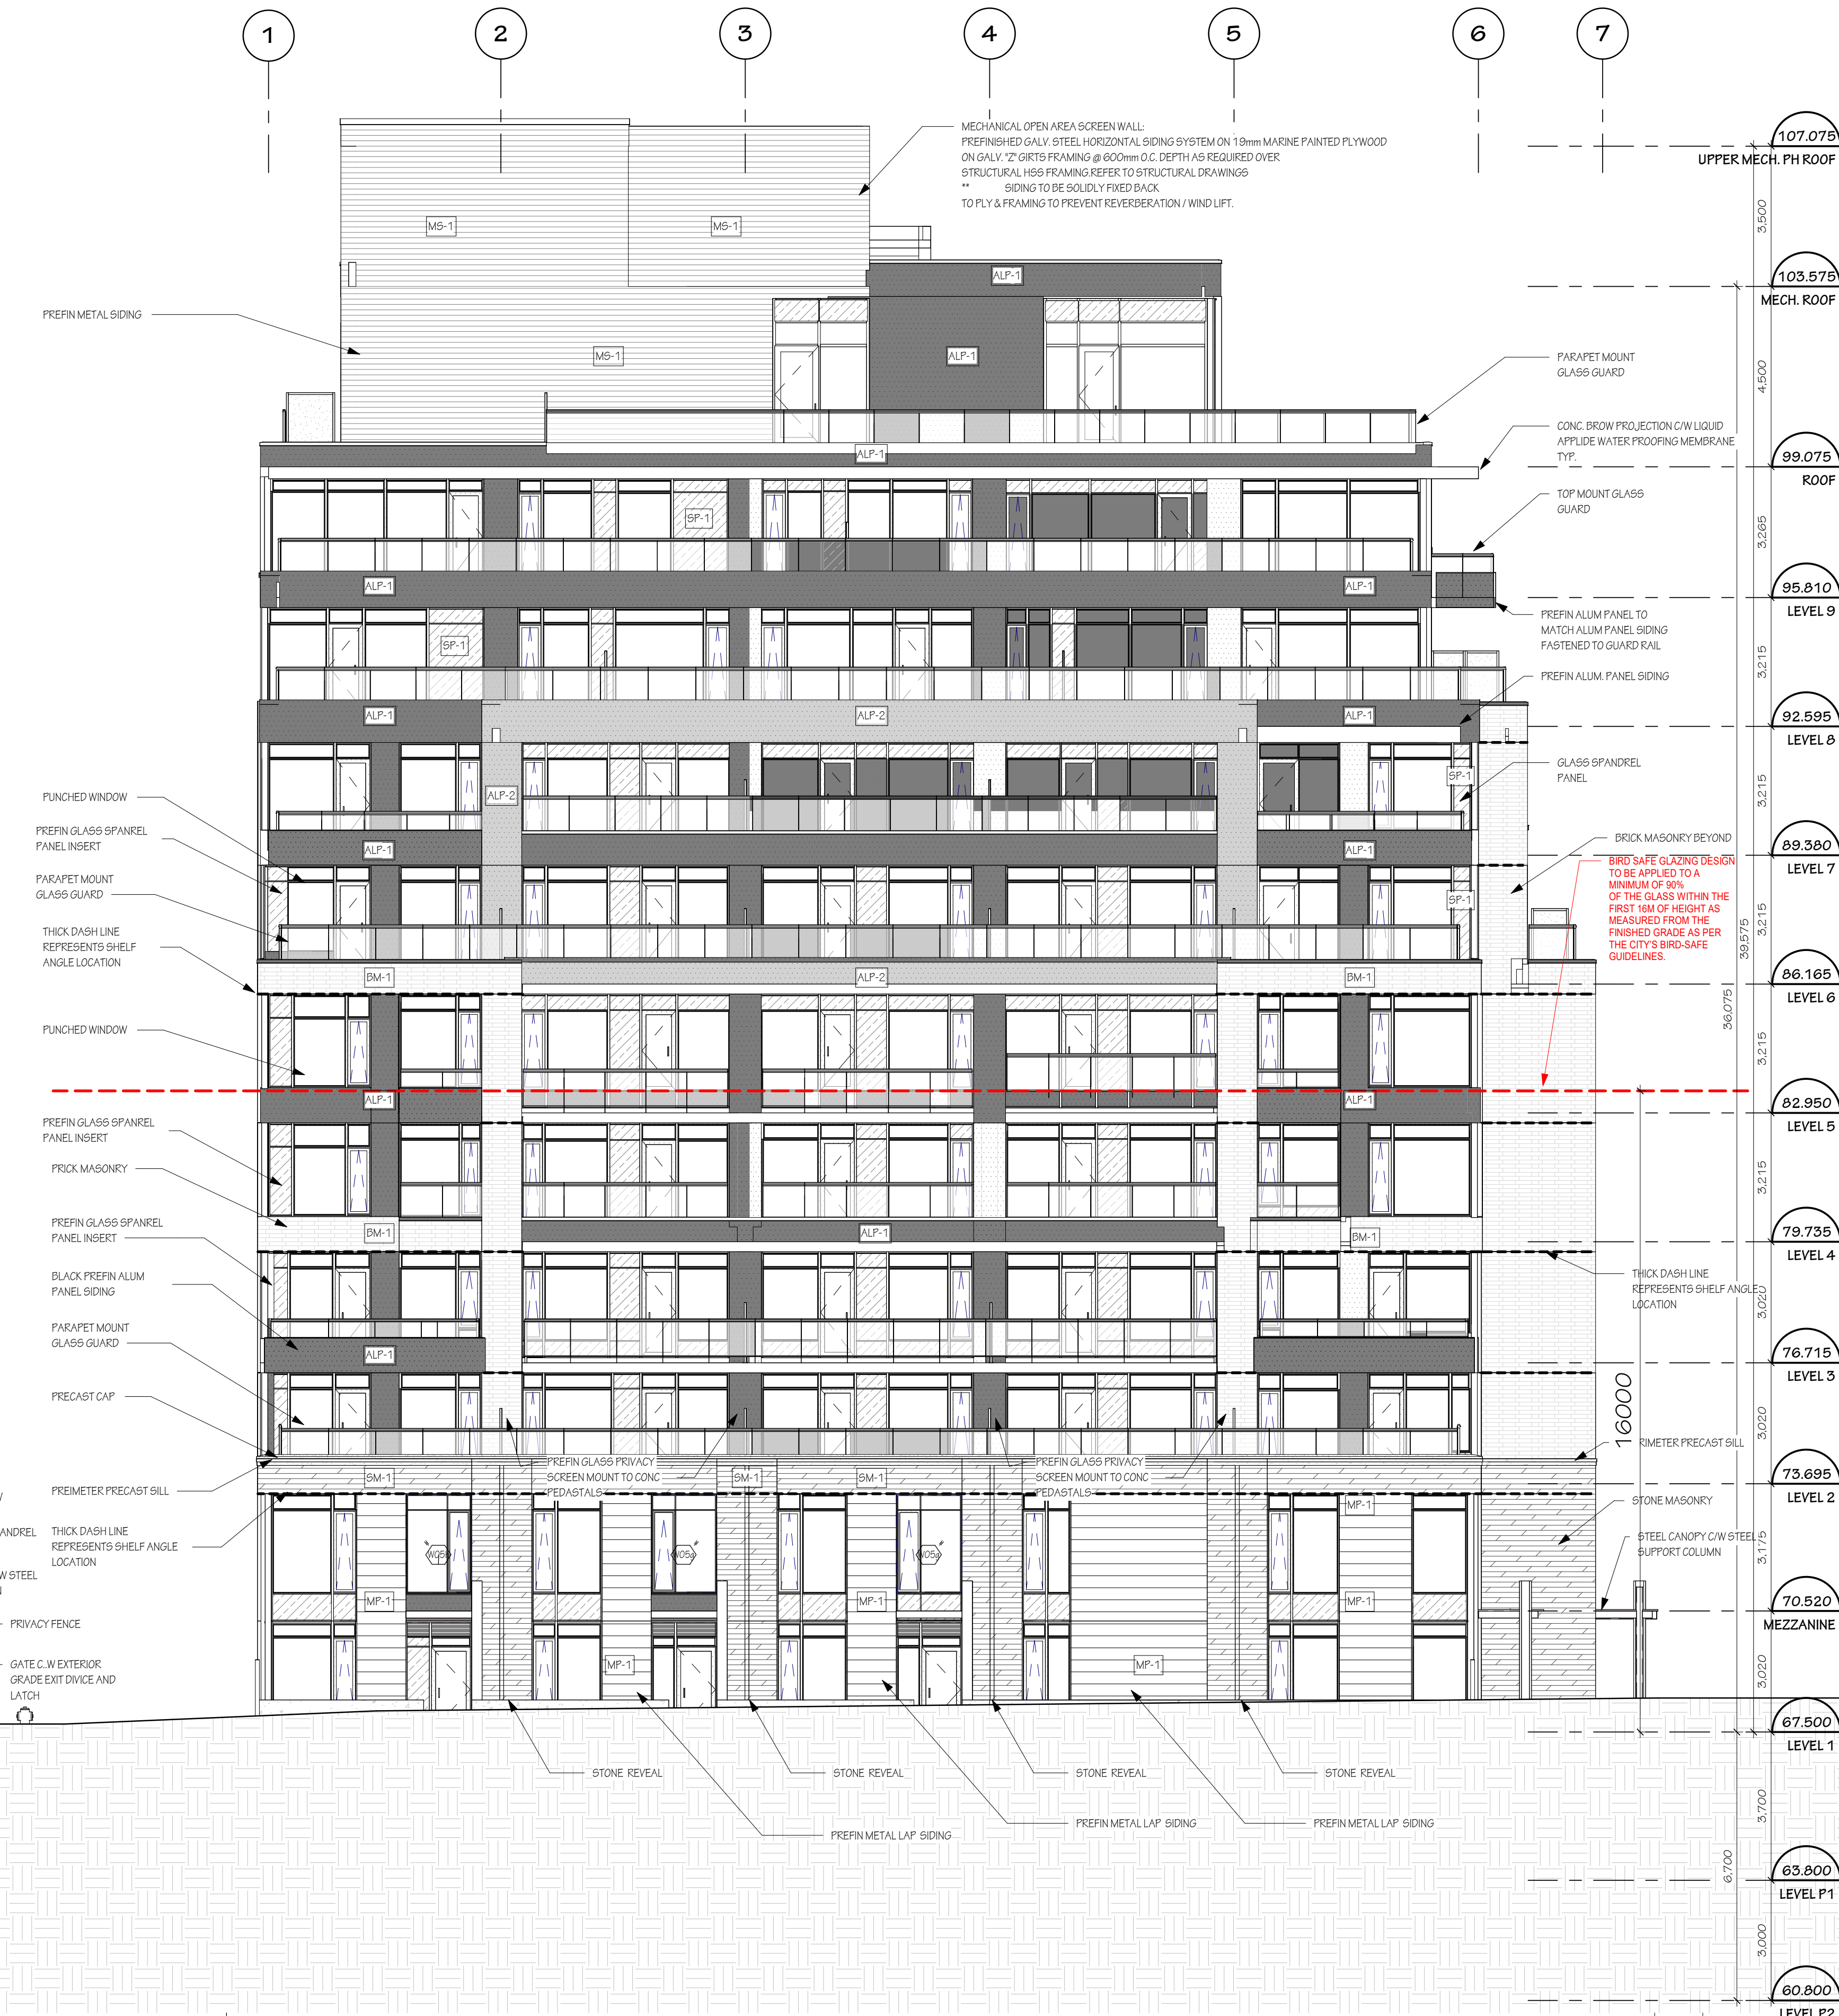 1 2 3 4 5 6 7
MECHANICAL OPEN AREA SCREEN WALL:
PREFINISHED GALV. STEEL HORIZONTAL SIDING SYSTEM ON 19mm MARINE PAINTED PLYWOOD
ON GALV. "Z" GIRTS FRAMING @ 600mm O.C. DEPTH AS REQUIRED OVER
STRUCTURAL HSS FRAMING.REFER TO STRUCTURAL DRAWINGS
** SIDING TO BE SOLIDLY FIXED BACK
TO PLY & FRAMING TO PREVENT REVERBERATION / WIND LIFT.
107.075
UPPER MECH. PH ROOF
3,500
MS-1
MS-1
103.575
MECH. ROOF
ALP-1
PREFIN METAL SIDING
MS-1
ALP-1
PARAPET MOUNT
GLASS GUARD
4,500
CONC. BROW PROJECTION C/W LIQUID
APPLIDE WATER PROOFING MEMBRANE
TYP.
ALP-1
99.075
ROOF
TOP MOUNT GLASS
GUARD
SP-1
3,265
ALP-1
ALP-1
95.810
LEVEL 9
PREFIN ALUM PANEL TO
MATCH ALUM PANEL SIDING
FASTENED TO GUARD RAIL
SP-1
3,215
PREFIN ALUM. PANEL SIDING
ALP-1
ALP-2
ALP-1
92.595
LEVEL 8
GLASS SPANDREL
PANEL
SP-1
ALP-2
PUNCHED WINDOW
3,215
PREFIN GLASS SPANREL
PANEL INSERT
ALP-1
ALP-1
BRICK MASONRY BEYOND
89.380
LEVEL 7
BIRD SAFE GLAZING DESIGN
TO BE APPLIED TO A
MINIMUM OF 90%
OF THE GLASS WITHIN THE
FIRST 16M OF HEIGHT AS
MEASURED FROM THE
FINISHED GRADE AS PER
THE CITY'S BIRD-SAFE
GUIDELINES.
PARAPET MOUNT
GLASS GUARD
SP-1
3,215
39,575
THICK DASH LINE
REPRESENTS SHELF
ANGLE LOCATION
BM-1
ALP-2
BM-1
86.165
LEVEL 6
36,075
PUNCHED WINDOW
3,215
ALP-1
ALP-1
82.950
LEVEL 5
PREFIN GLASS SPANREL
PANEL INSERT
PRICK MASONRY
3,215
PREFIN GLASS SPANREL
PANEL INSERT
BM-1
ALP-1
BM-1
79.735
LEVEL 4
BLACK PREFIN ALUM
PANEL SIDING
THICK DASH LINE
REPRESENTS SHELF ANGLE
LOCATION
3,020
PARAPET MOUNT
GLASS GUARD
ALP-1
76.715
LEVEL 3
PRECAST CAP
16000
3,020
RIMETER PRECAST SILL
PREFIN GLASS PRIVACY
SCREEN MOUNT TO CONC
PEDASTALS
PREFIN GLASS PRIVACY
SCREEN MOUNT TO CONC
PEDASTALS
SM-1
SM-1
SM-1
PREIMETER PRECAST SILL
73.695
LEVEL 2
MP-1
STONE MASONRY
ANDREL
THICK DASH LINE
REPRESENTS SHELF ANGLE
LOCATION
STEEL CANOPY C/W STEEL
SUPPORT COLUMN
3,175
W STEEL
MP-1
MP-1
MP-1
70.520
MEZZANINE
PRIVACY FENCE
GATE C..W EXTERIOR
GRADE EXIT DIVICE AND
LATCH
MP-1
MP-1
3,020
67.500
LEVEL 1
STONE REVEAL
STONE REVEAL
STONE REVEAL
STONE REVEAL
3,700
PREFIN METAL LAP SIDING
PREFIN METAL LAP SIDING
PREFIN METAL LAP SIDING
6,700
63.800
LEVEL P1
3,000
60.800
LEVEL P2